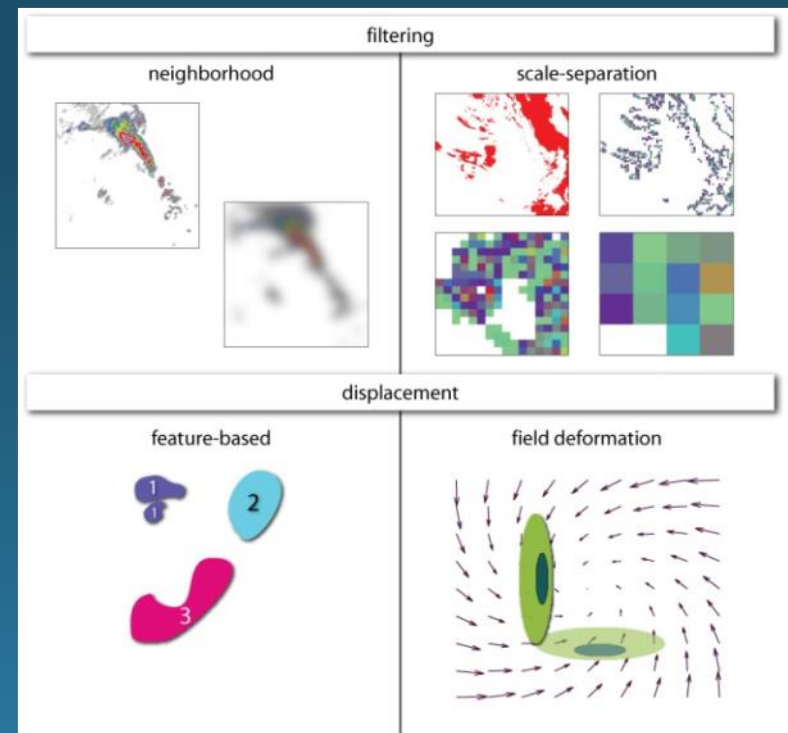 filtering
neighborhood
scale-separation
displacement
feature-based
field deformation
1
1
2
3